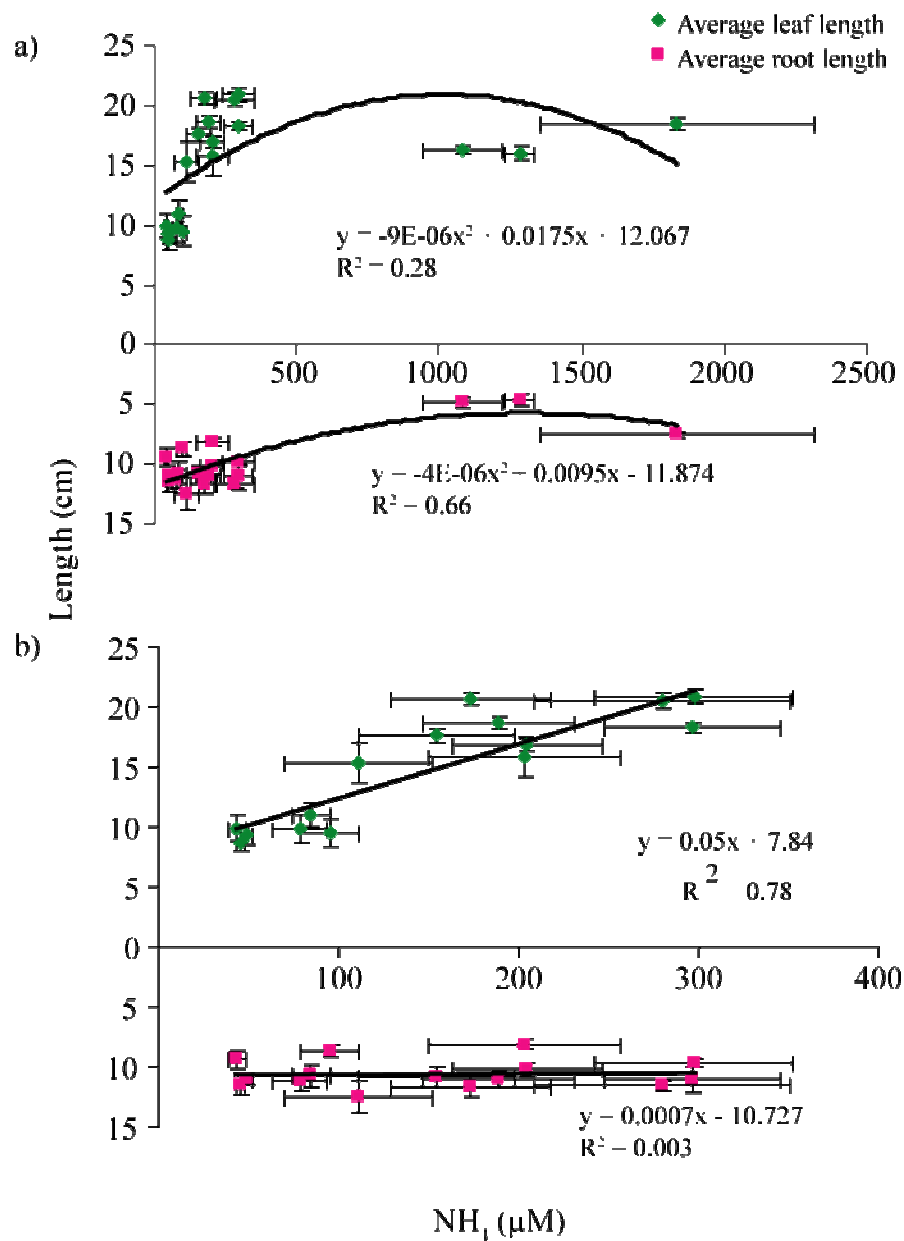 Average leaf length
Average root length
a)
25
20
15
10
5
0
y = -9E-06x² · 0.0175x · 12.067
R² = 0.28
500 1000 1500 2000 2500
5
10
15
y = -4E-06x² + 0.0095x - 11.874
R² = 0.66
Length (cm)
b)
25
20
15
10
5
0
y = 0.05x · 7.84
R² 0.78
100 200 300 400
5
10
15
y = 0.0007x - 10.727
R² = 0.003
NH₄ (µM)